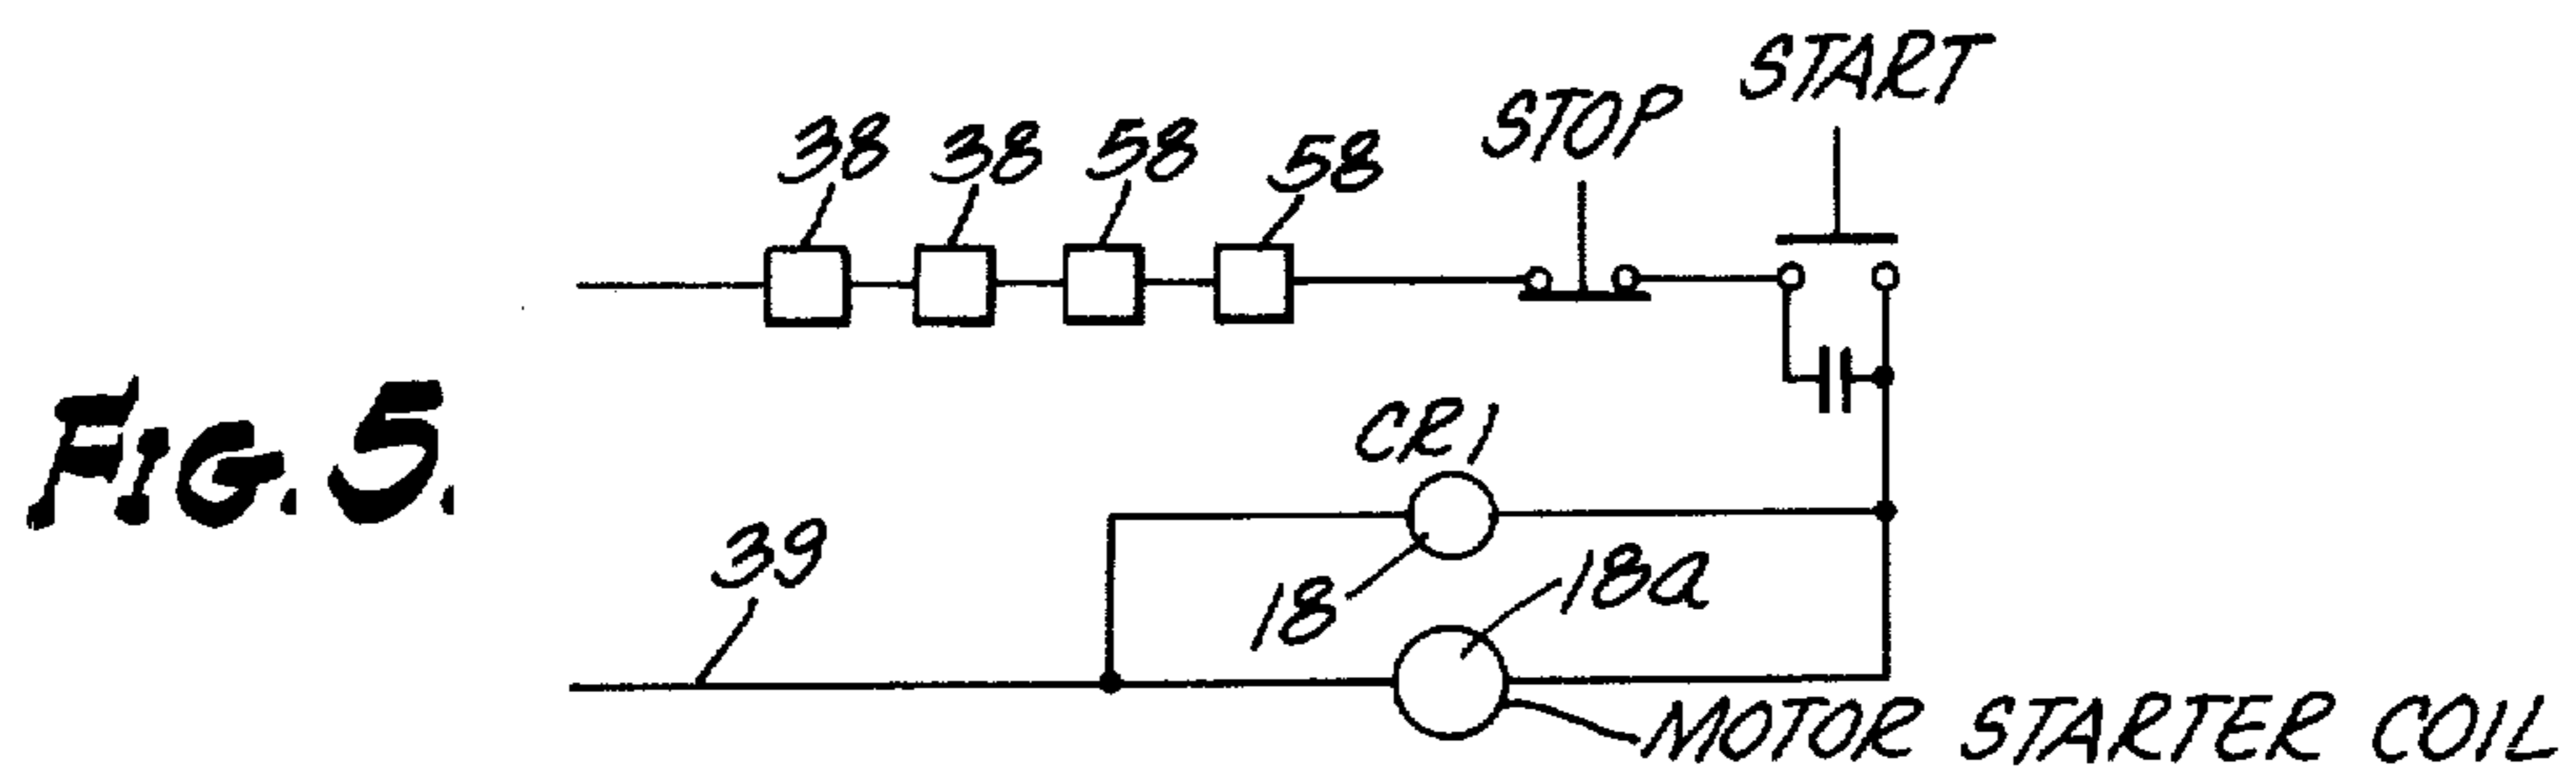 START
STOP
38 38 58 58
CR1
FIG. 5.
39
18
18a
MOTOR STARTER COIL